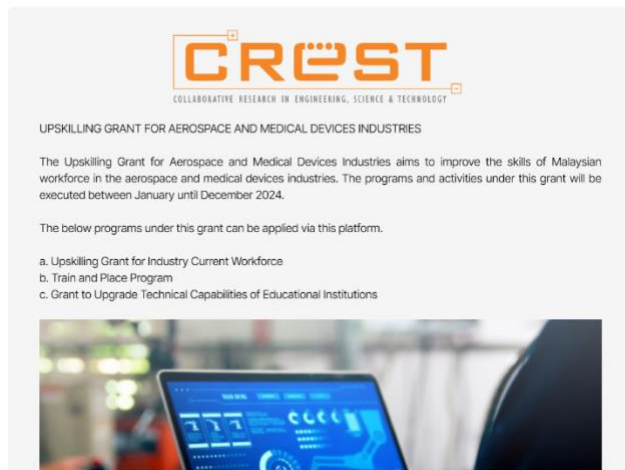 CREST
COLLABORATIVE RESEARCH IN ENGINEERING, SCIENCE & TECHNOLOGY
UPSKILLING GRANT FOR AEROSPACE AND MEDICAL DEVICES INDUSTRIES
The Upskilling Grant for Aerospace and Medical Devices Industries aims to improve the skills of Malaysian
workforce in the aerospace and medical devices industries. The programs and activities under this grant will be
executed between January until December 2024.
The below programs under this grant can be applied via this platform.
a. Upskilling Grant for Industry Current Workforce
b. Train and Place Program
c. Grant to Upgrade Technical Capabilities of Educational Institutions